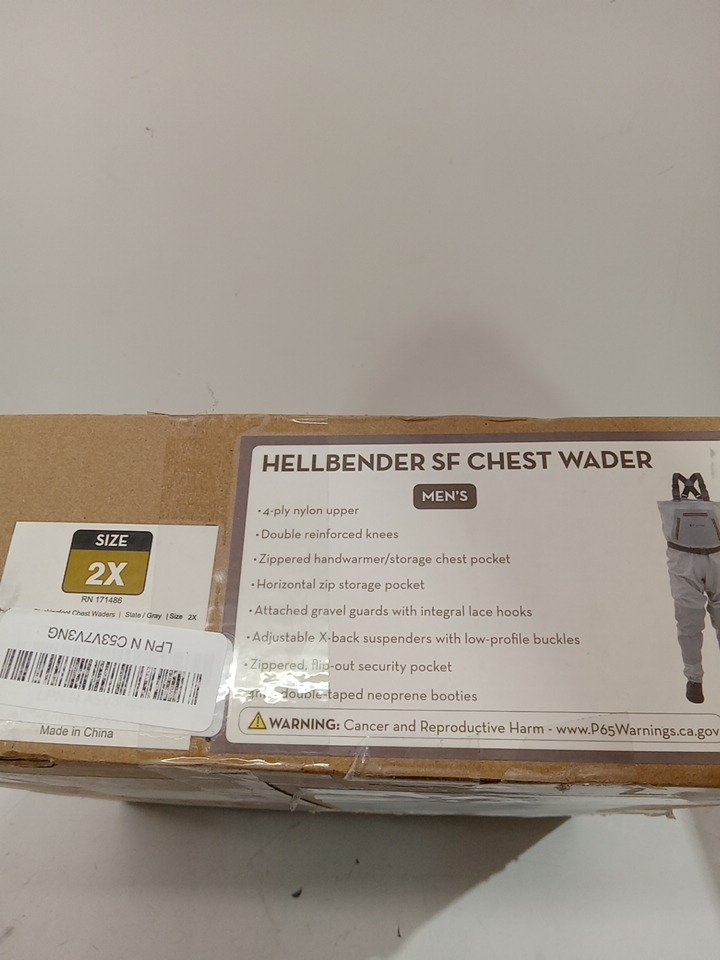 HELLBENDER SF CHEST WADER
MEN'S
• 4-ply nylon upper
• Double reinforced knees
• Zippered handwarmer/storage chest pocket
• Horizontal zip storage pocket
• Attached gravel guards with integral lace hooks
• Adjustable X-back suspenders with low-profile buckles
• Zippered, flip-out security pocket
double-taped neoprene booties
WARNING: Cancer and Reproductive Harm - www.P65Warnings.ca.gov
SIZE
2X
RN 171486
Chest Waders | Slate / Gray | Size 2X
LPN N C53V7V3NG
Made in China